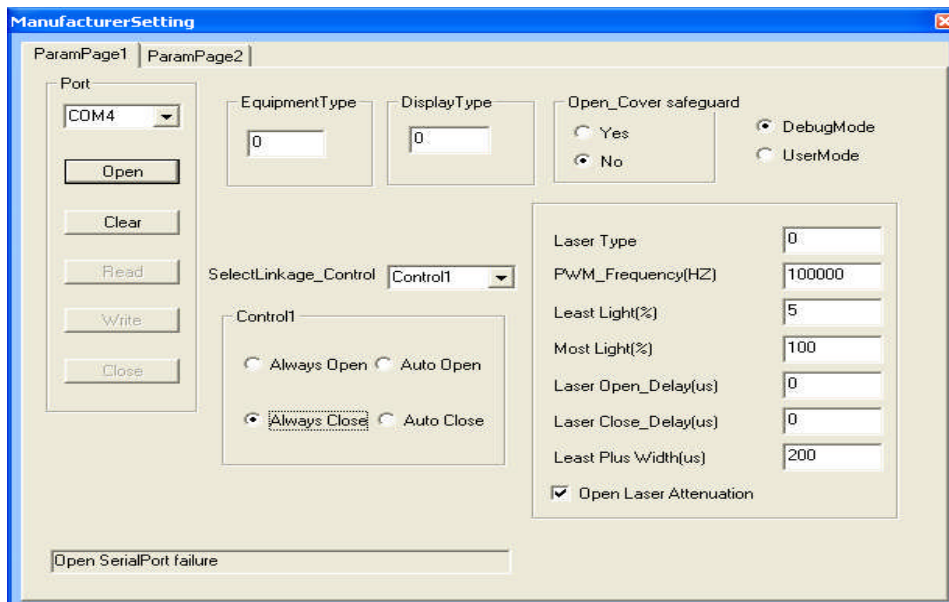 ManufacturerSetting
ParamPage1
ParamPage2
Port
COM4
Open
Clear
Read
Write
Close
EquipmentType
0
DisplayType
0
Open_Cover safeguard
Yes
No
DebugMode
UserMode
SelectLinkage_Control
Control1
Control1
Always Open
Auto Open
Always Close
Auto Close
Laser Type
0
PWM_Frequency(HZ)
100000
Least Light(%)
5
Most Light(%)
100
Laser Open_Delay(us)
0
Laser Close_Delay(us)
0
Least Plus Width(us)
200
Open Laser Attenuation
Open SerialPort failure